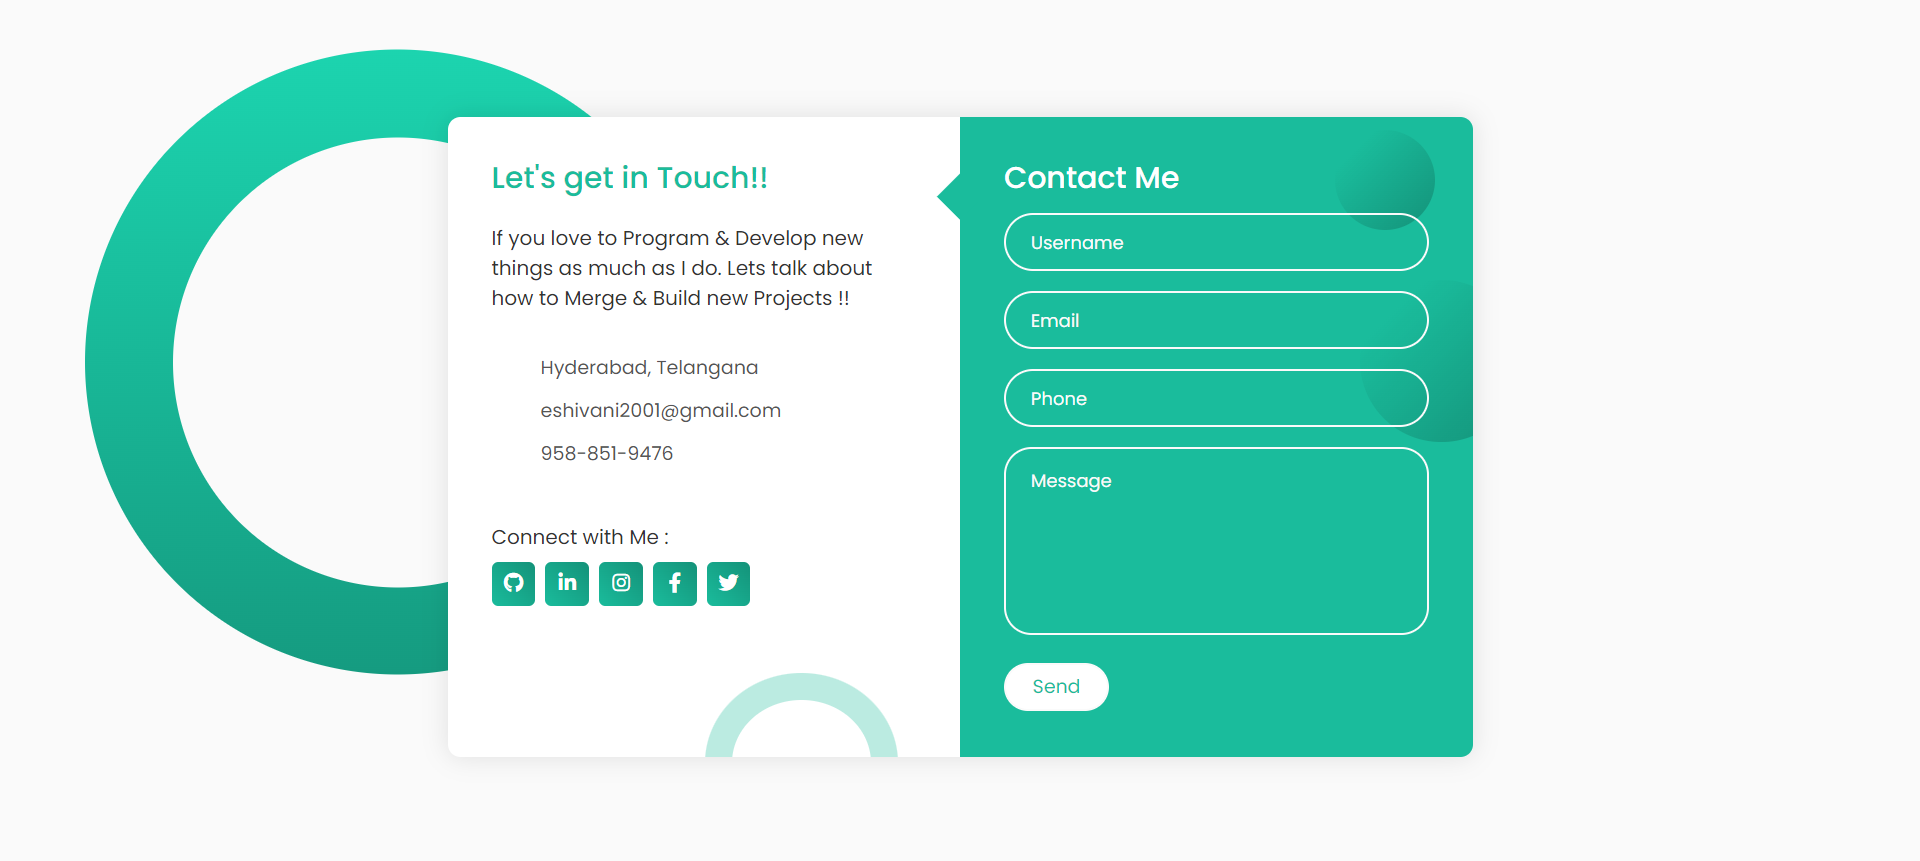 Let's get in Touch!!
If you love to Program & Develop new
things as much as I do. Lets talk about
how to Merge & Build new Projects !!
Hyderabad, Telangana
eshivani2001@gmail.com
958-851-9476
Connect with Me :
Contact Me
Username
Email
Phone
Message
Send